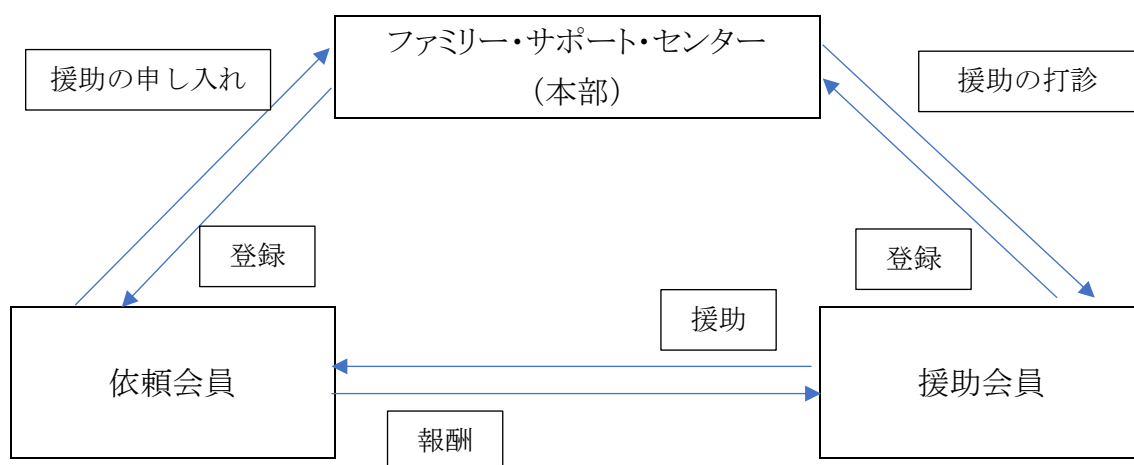 ファミリー・サポート・センター
（本部）
援助の申し入れ
援助の打診
登録
登録
援助
依頼会員
援助会員
報酬